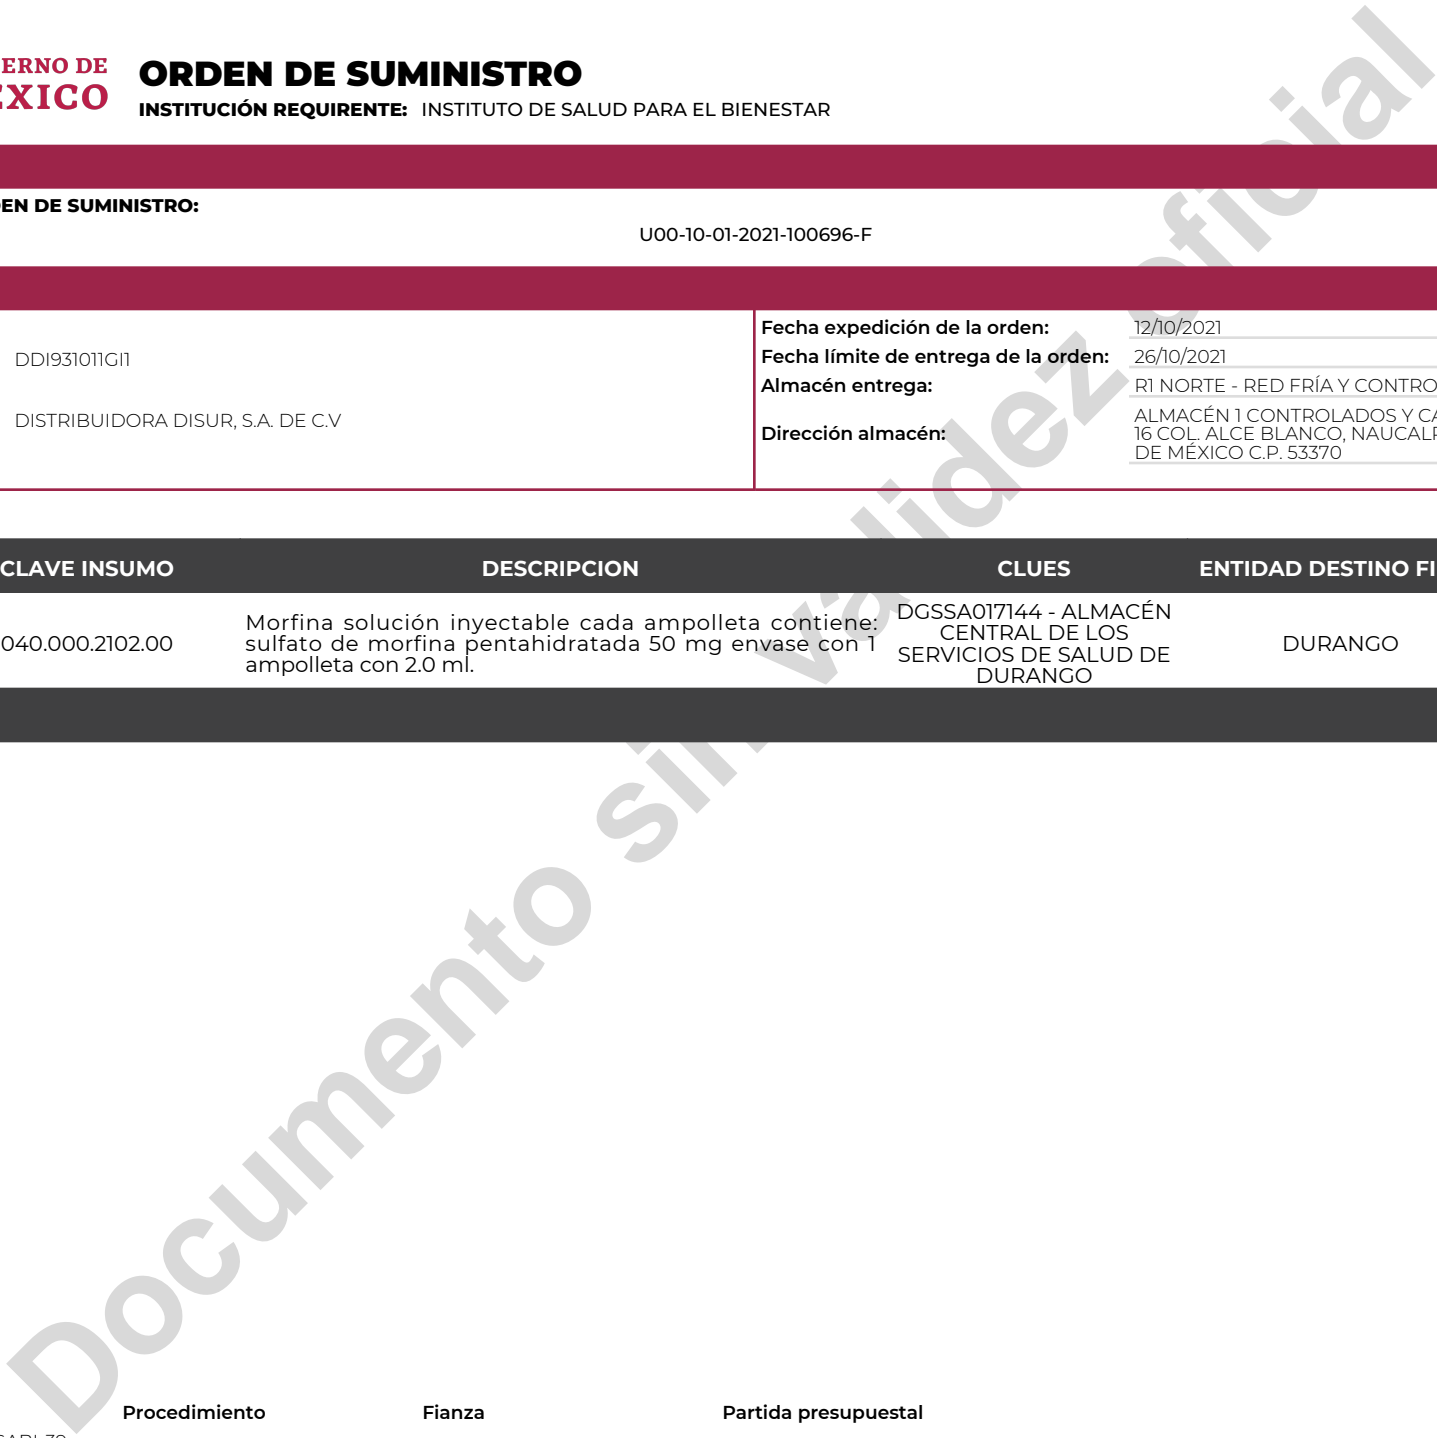 ERNO DE
ÉXICO
ORDEN DE SUMINISTRO
INSTITUCIÓN REQUIRENTE: INSTITUTO DE SALUD PARA EL BIENESTAR
EN DE SUMINISTRO:
U00-10-01-2021-100696-F
DDI931011GI1
DISTRIBUIDORA DISUR, S.A. DE C.V
Fecha expedición de la orden: 12/10/2021
Fecha límite de entrega de la orden: 26/10/2021
Almacén entrega: R1 NORTE - RED FRÍA Y CONTRO
Dirección almacén:
ALMACÉN 1 CONTROLADOS Y CA
16 COL. ALCE BLANCO, NAUCALP
DE MÉXICO C.P. 53370
CLAVE INSUMO DESCRIPCION CLUES ENTIDAD DESTINO FI
040.000.2102.00
Morfina solución inyectable cada ampolleta contiene:
sulfato de morfina pentahidratada 50 mg envase con 1
ampolleta con 2.0 ml.
DGSSA017144 - ALMACÉN
CENTRAL DE LOS
SERVICIOS DE SALUD DE
DURANGO
DURANGO
Documento sin validez oficial
Procedimiento Fianza Partida presupuestal